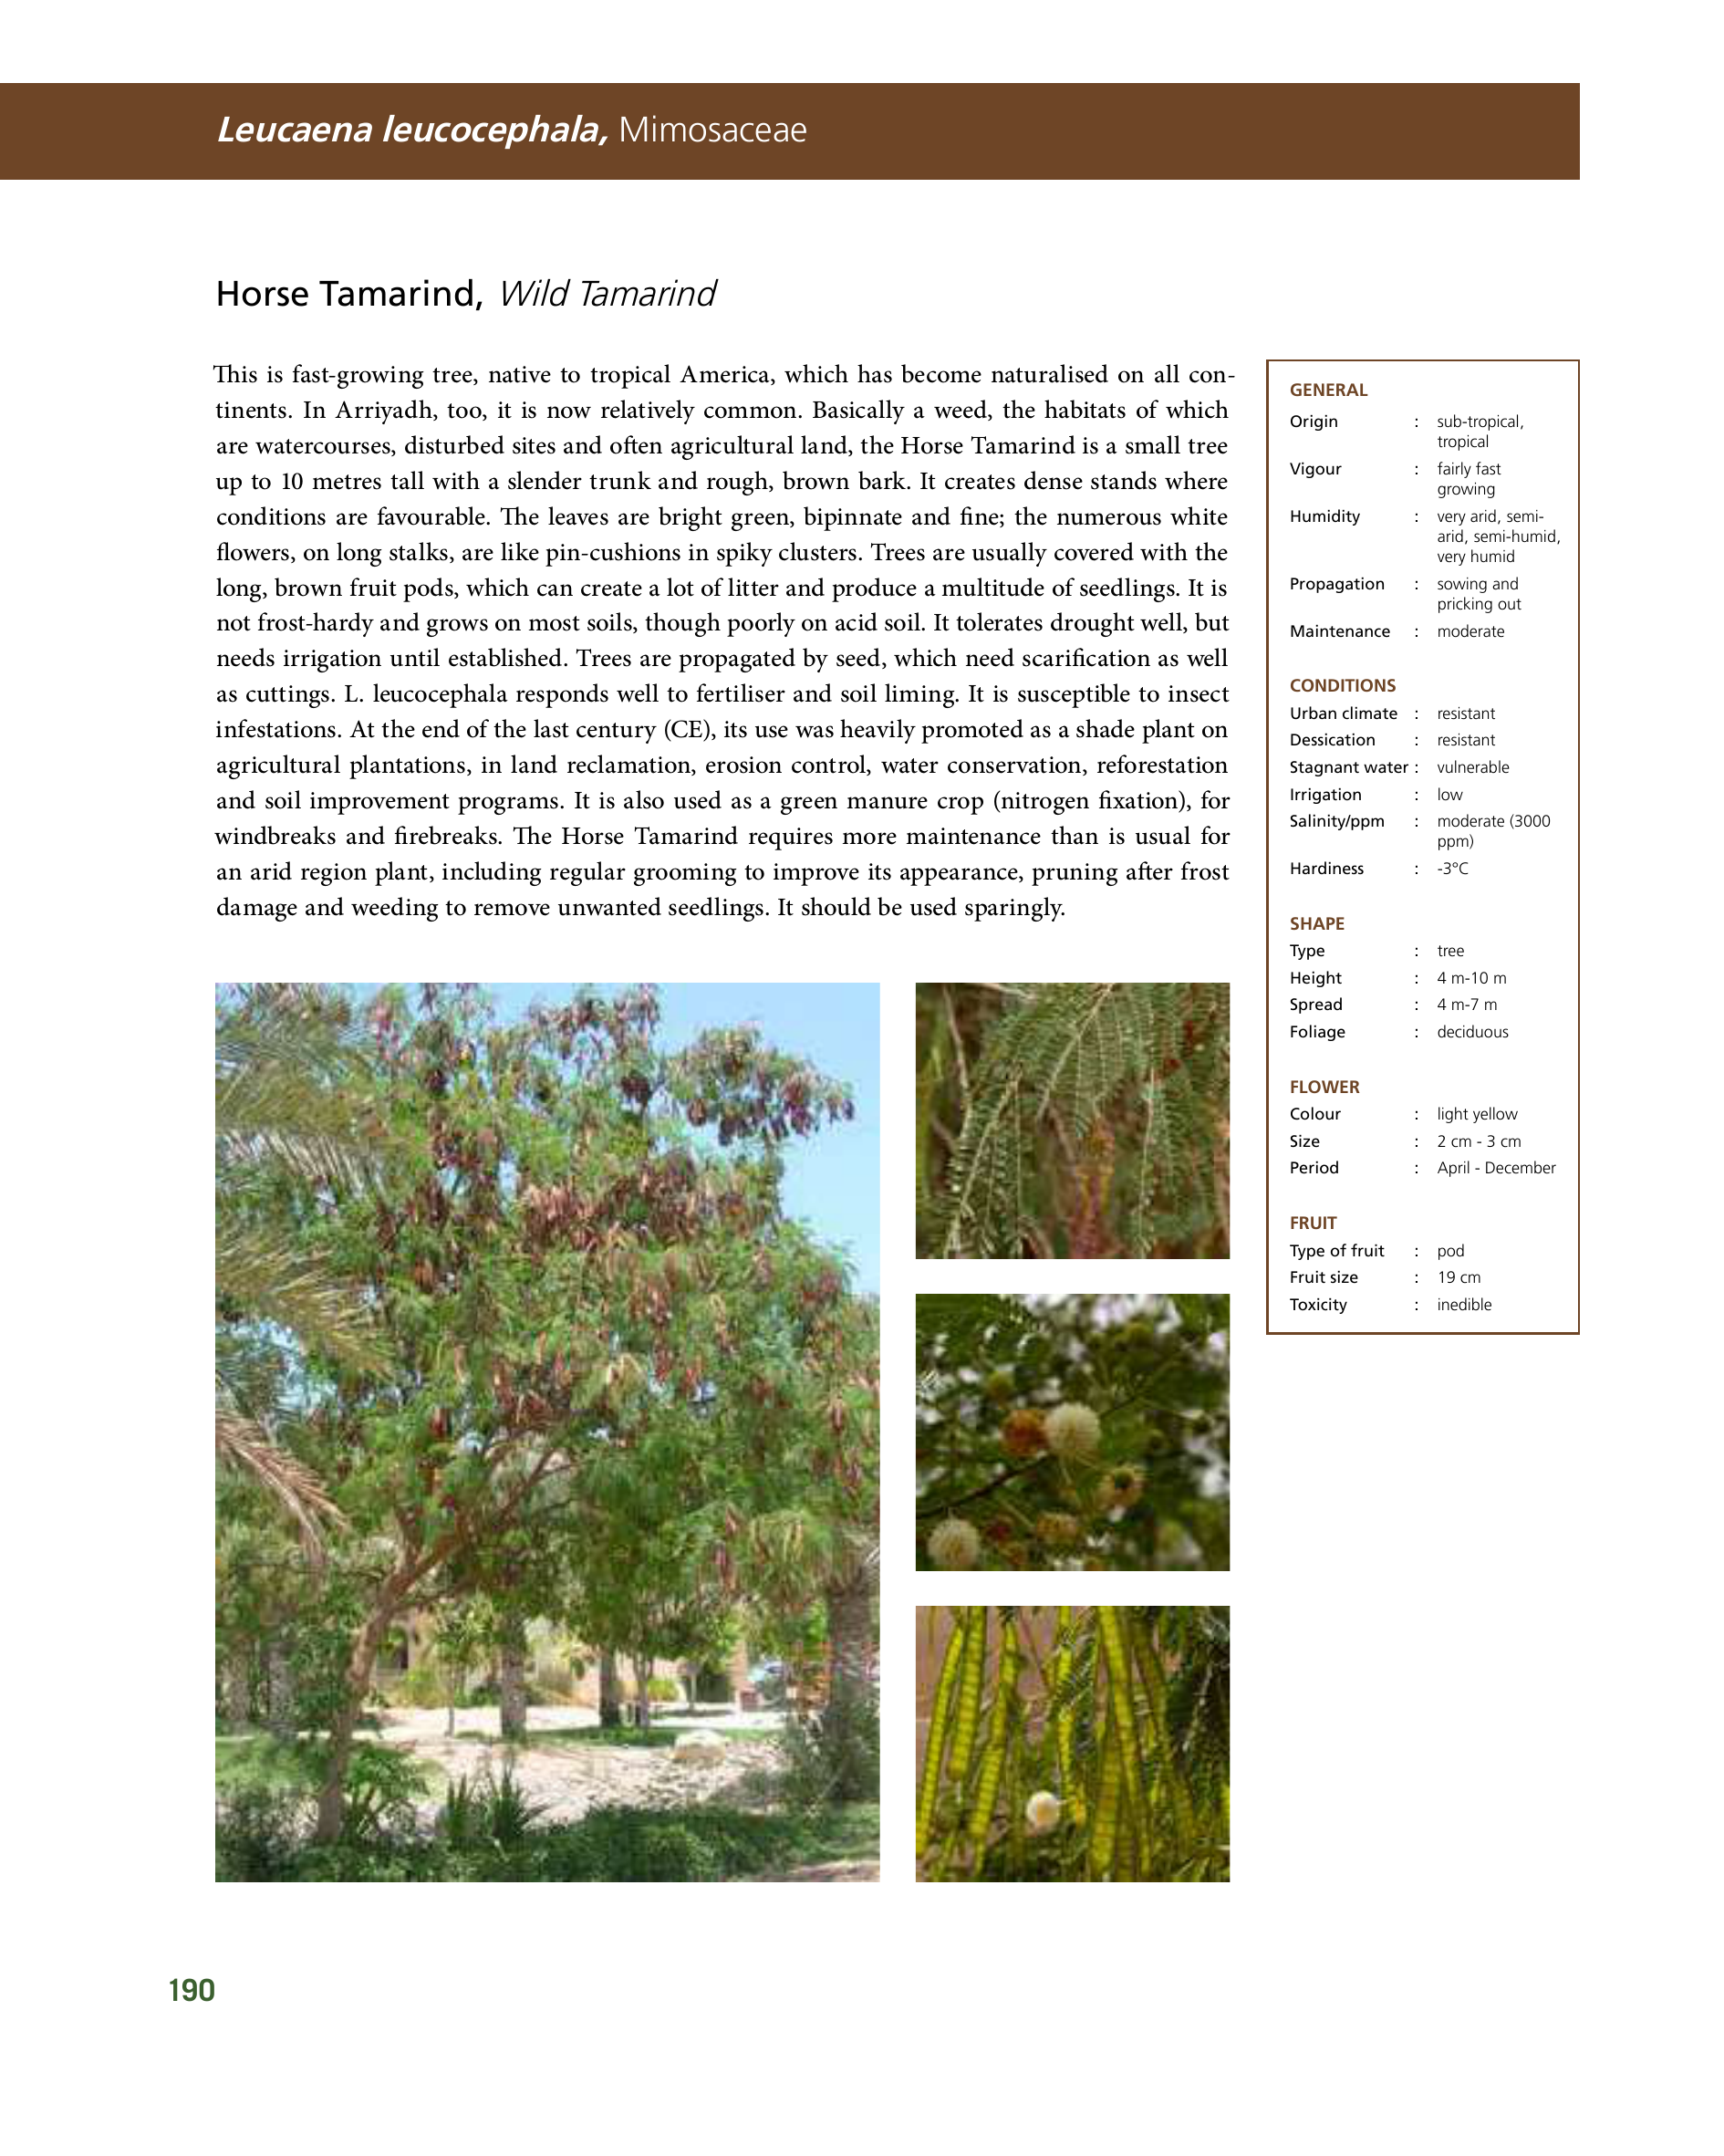 Leucaena leucocephala, Mimosaceae
Horse Tamarind, Wild Tamarind
This is fast-growing tree, native to tropical America, which has become naturalised on all con-
tinents. In Arriyadh, too, it is now relatively common. Basically a weed, the habitats of which
are watercourses, disturbed sites and often agricultural land, the Horse Tamarind is a small tree
up to 10 metres tall with a slender trunk and rough, brown bark. It creates dense stands where
conditions are favourable. The leaves are bright green, bipinnate and fine; the numerous white
flowers, on long stalks, are like pin-cushions in spiky clusters. Trees are usually covered with the
long, brown fruit pods, which can create a lot of litter and produce a multitude of seedlings. It is
not frost-hardy and grows on most soils, though poorly on acid soil. It tolerates drought well, but
needs irrigation until established. Trees are propagated by seed, which need scarification as well
as cuttings. L. leucocephala responds well to fertiliser and soil liming. It is susceptible to insect
infestations. At the end of the last century (CE), its use was heavily promoted as a shade plant on
agricultural plantations, in land reclamation, erosion control, water conservation, reforestation
and soil improvement programs. It is also used as a green manure crop (nitrogen fixation), for
windbreaks and firebreaks. The Horse Tamarind requires more maintenance than is usual for
an arid region plant, including regular grooming to improve its appearance, pruning after frost
damage and weeding to remove unwanted seedlings. It should be used sparingly.
GENERAL
Origin : sub-tropical,
tropical
Vigour : fairly fast
growing
Humidity : very arid, semi-
arid, semi-humid,
very humid
Propagation : sowing and
pricking out
Maintenance : moderate
CONDITIONS
Urban climate : resistant
Dessication : resistant
Stagnant water : vulnerable
Irrigation : low
Salinity/ppm : moderate (3000
ppm)
Hardiness : -3°C
SHAPE
Type : tree
Height : 4 m-10 m
Spread : 4 m-7 m
Foliage : deciduous
FLOWER
Colour : light yellow
Size : 2 cm - 3 cm
Period : April - December
FRUIT
Type of fruit : pod
Fruit size : 19 cm
Toxicity : inedible
190